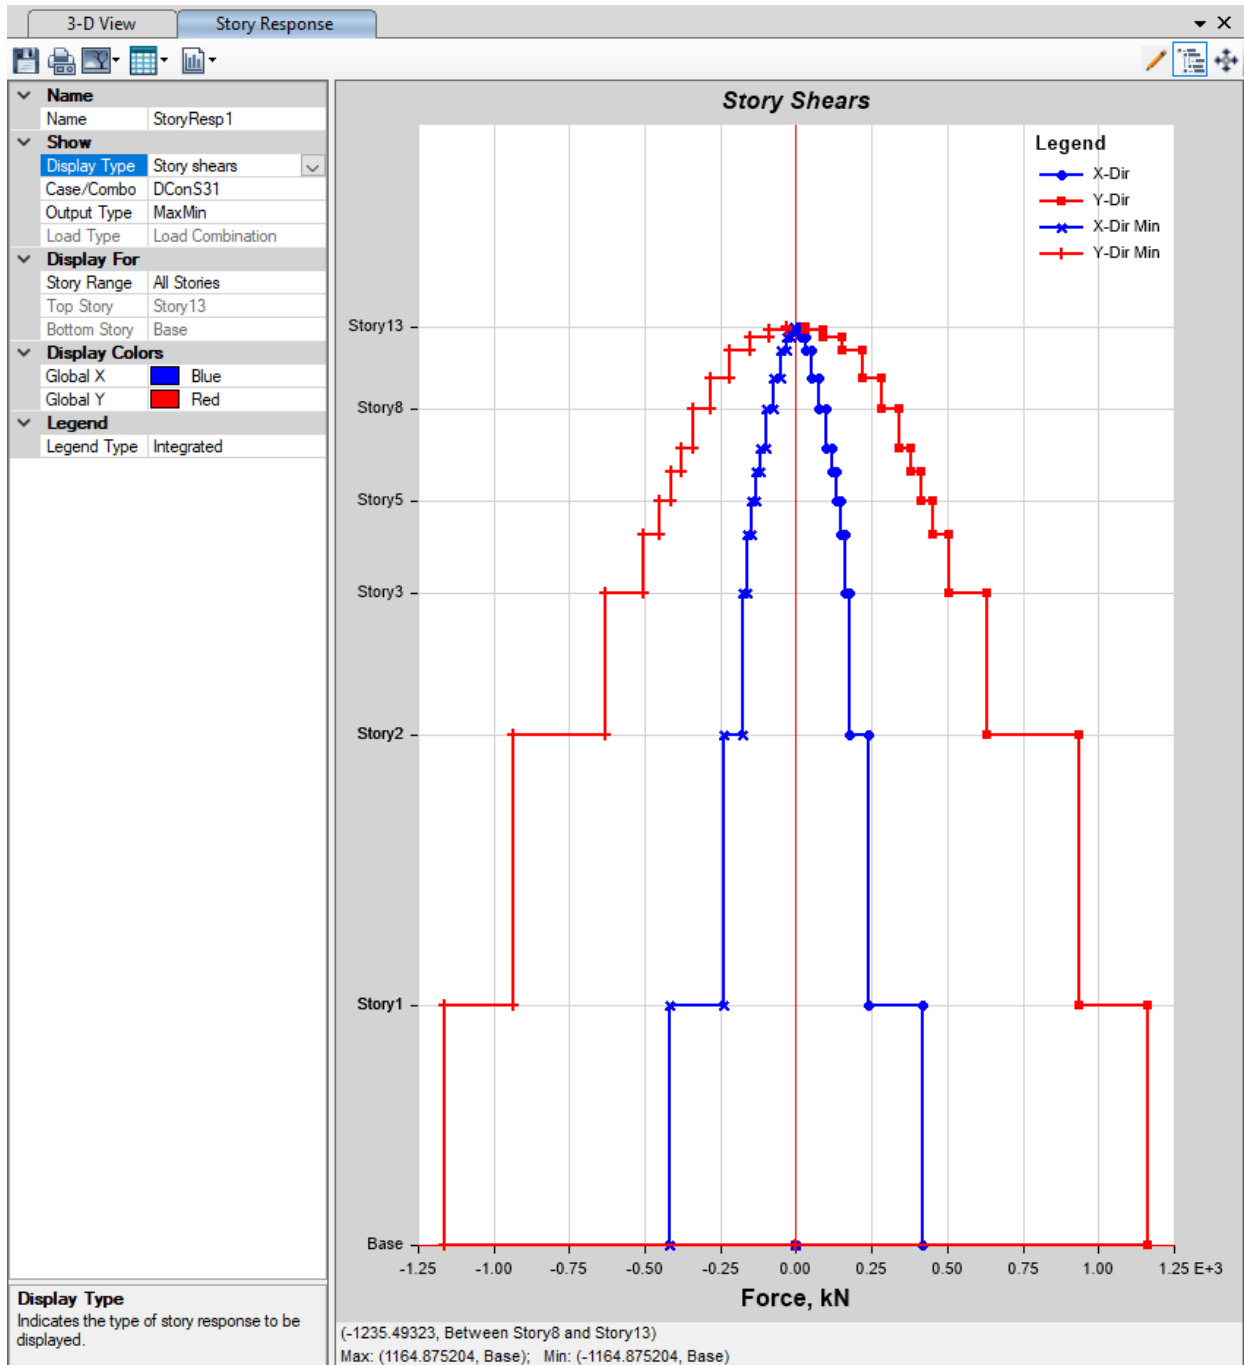 3-D View Story Response
Name
Name StoryResp1
Show
Display Type Story shears
Case/Combo DConS31
Output Type MaxMin
Load Type Load Combination
Display For
Story Range All Stories
Top Story Story13
Bottom Story Base
Display Colors
Global X Blue
Global Y Red
Legend
Legend Type Integrated
Display Type
Indicates the type of story response to be
displayed.
Story Shears
Legend
X-Dir
Y-Dir
X-Dir Min
Y-Dir Min
Story13
Story8
Story5
Story3
Story2
Story1
Base
-1.25 -1.00 -0.75 -0.50 -0.25 0.00 0.25 0.50 0.75 1.00 1.25 E+3
Force, kN
(-1235.49323, Between Story8 and Story13)
Max: (1164.875204, Base); Min: (-1164.875204, Base)